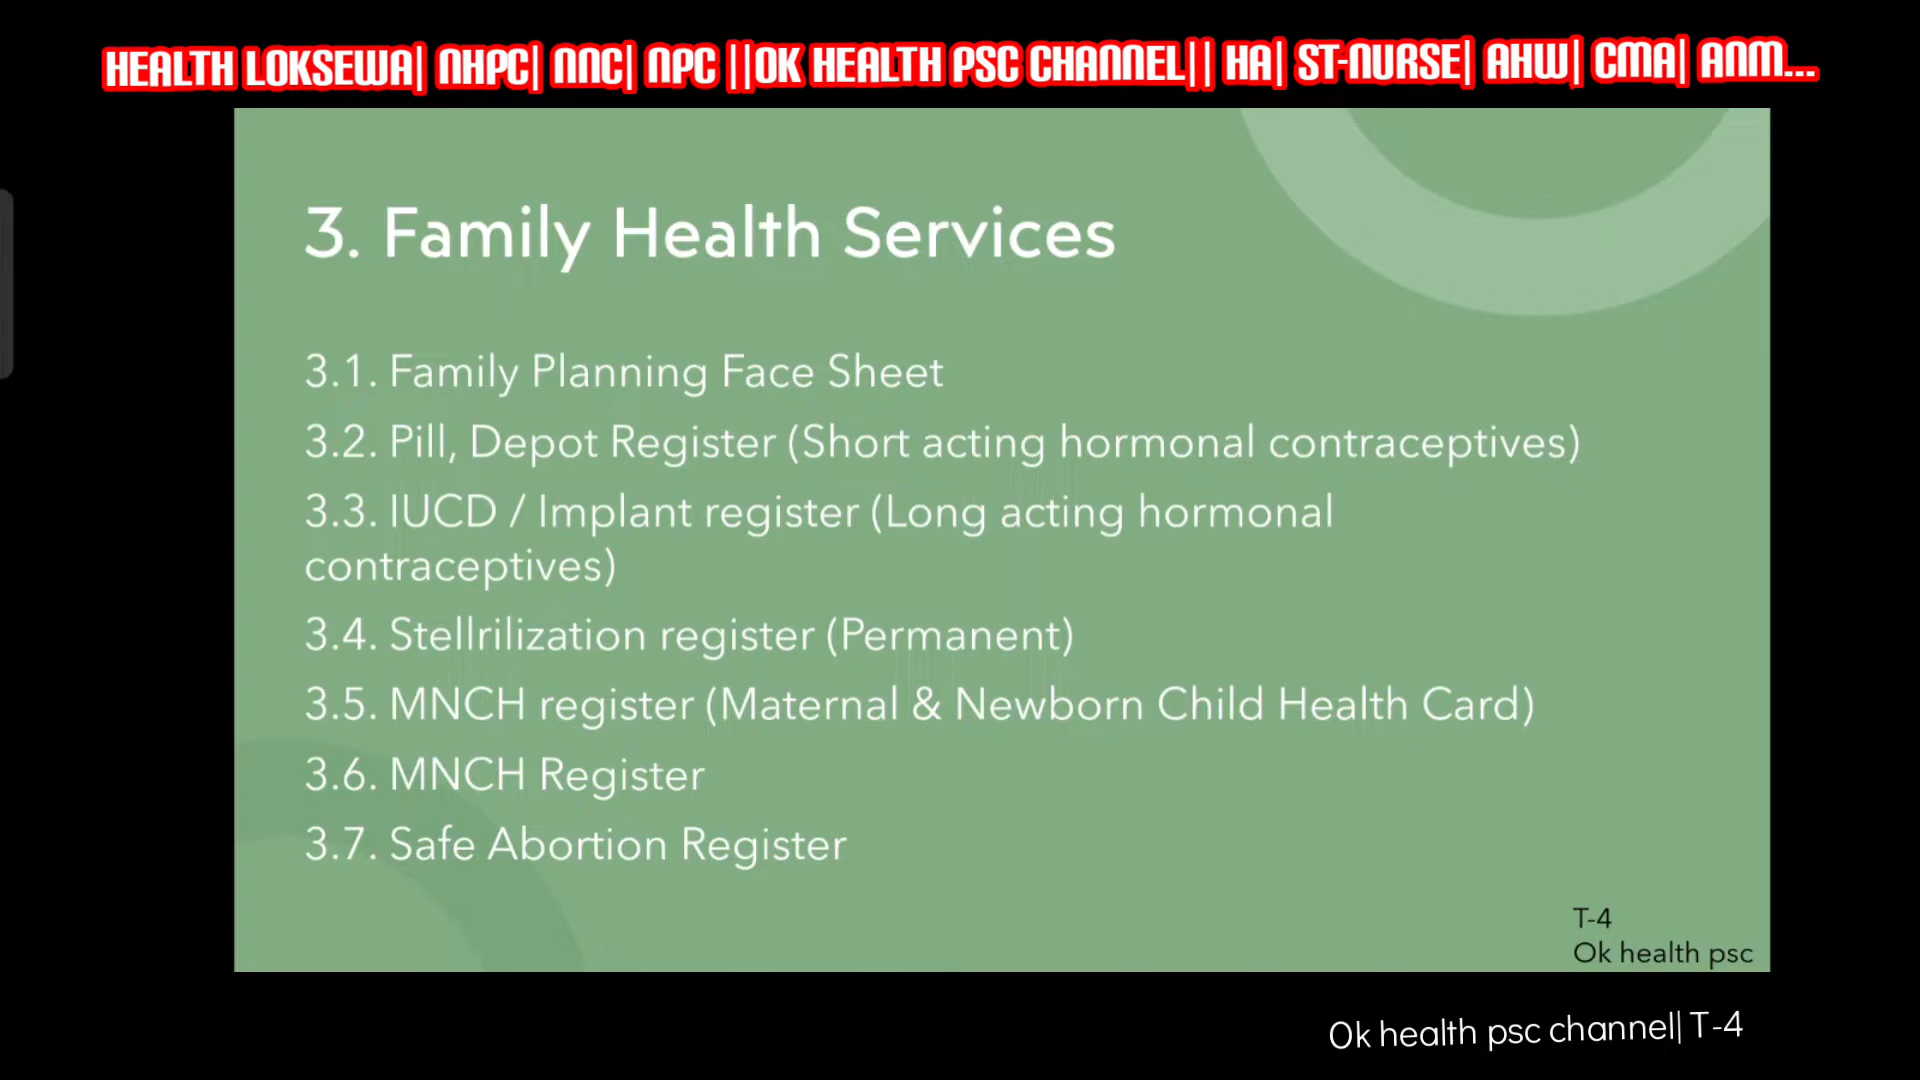 HEALTH LOKSEWA| NHPC| NNC| NPC ||OK HEALTH PSC CHANNEL|| HA| ST-NURSE| AHW| CMA| ANM...
3. Family Health Services
3.1. Family Planning Face Sheet
3.2. Pill, Depot Register (Short acting hormonal contraceptives)
3.3. IUCD / Implant register (Long acting hormonal
contraceptives)
3.4. Stellrilization register (Permanent)
3.5. MNCH register (Maternal & Newborn Child Health Card)
3.6. MNCH Register
3.7. Safe Abortion Register
T-4
Ok health psc
Ok health psc channel| T-4